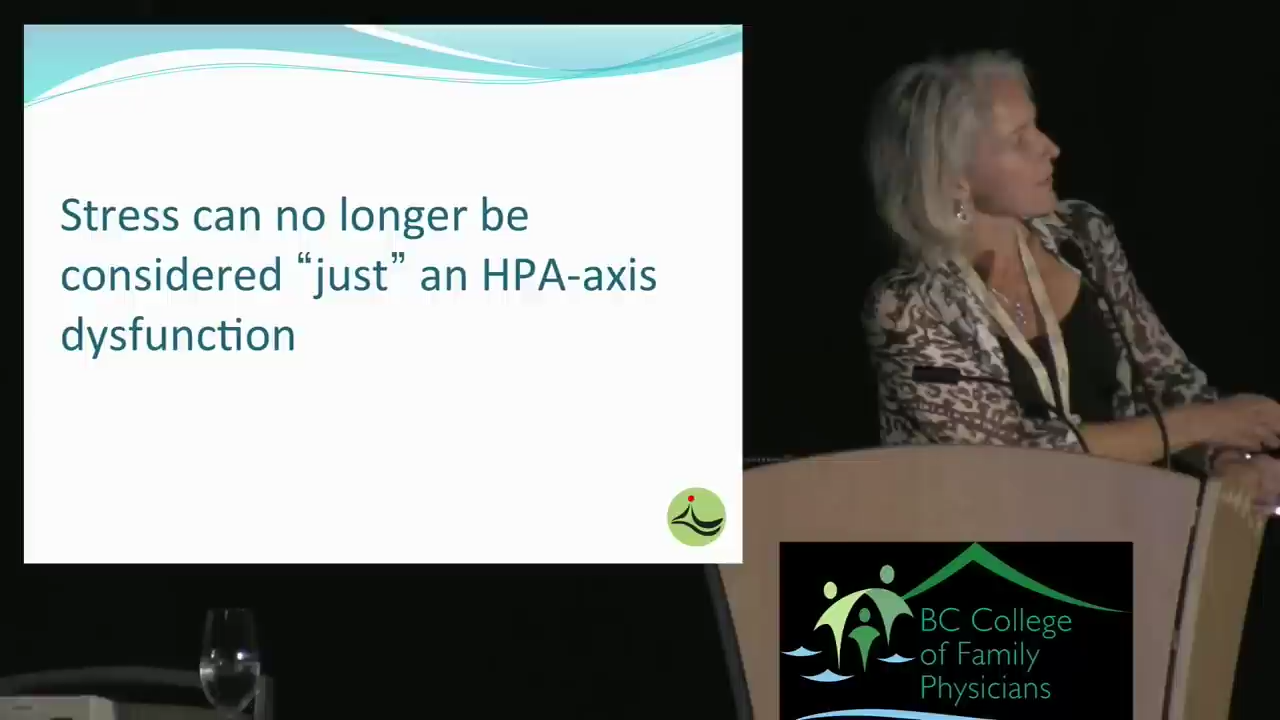 Stress can no longer be
considered “just” an HPA-axis
dysfunction
BC College
of Family
Physicians